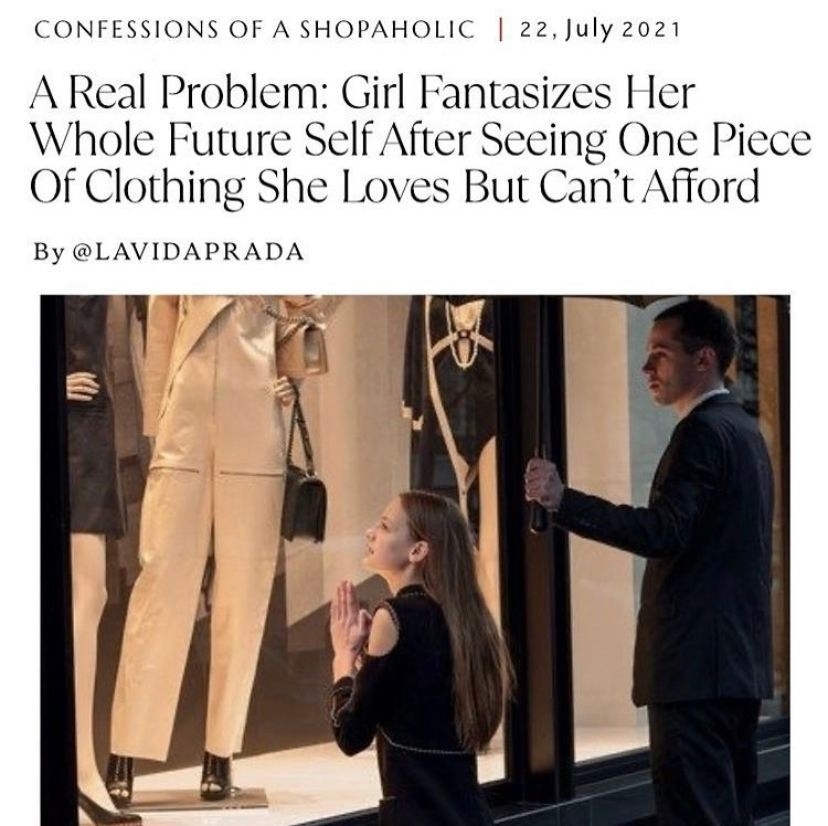 CONFESSIONS OF A SHOPAHOLIC | 22, July 2021
A Real Problem: Girl Fantasizes Her
Whole Future Self After Seeing One Piece
Of Clothing She Loves But Can't Afford
By @LAVIDAPRADA